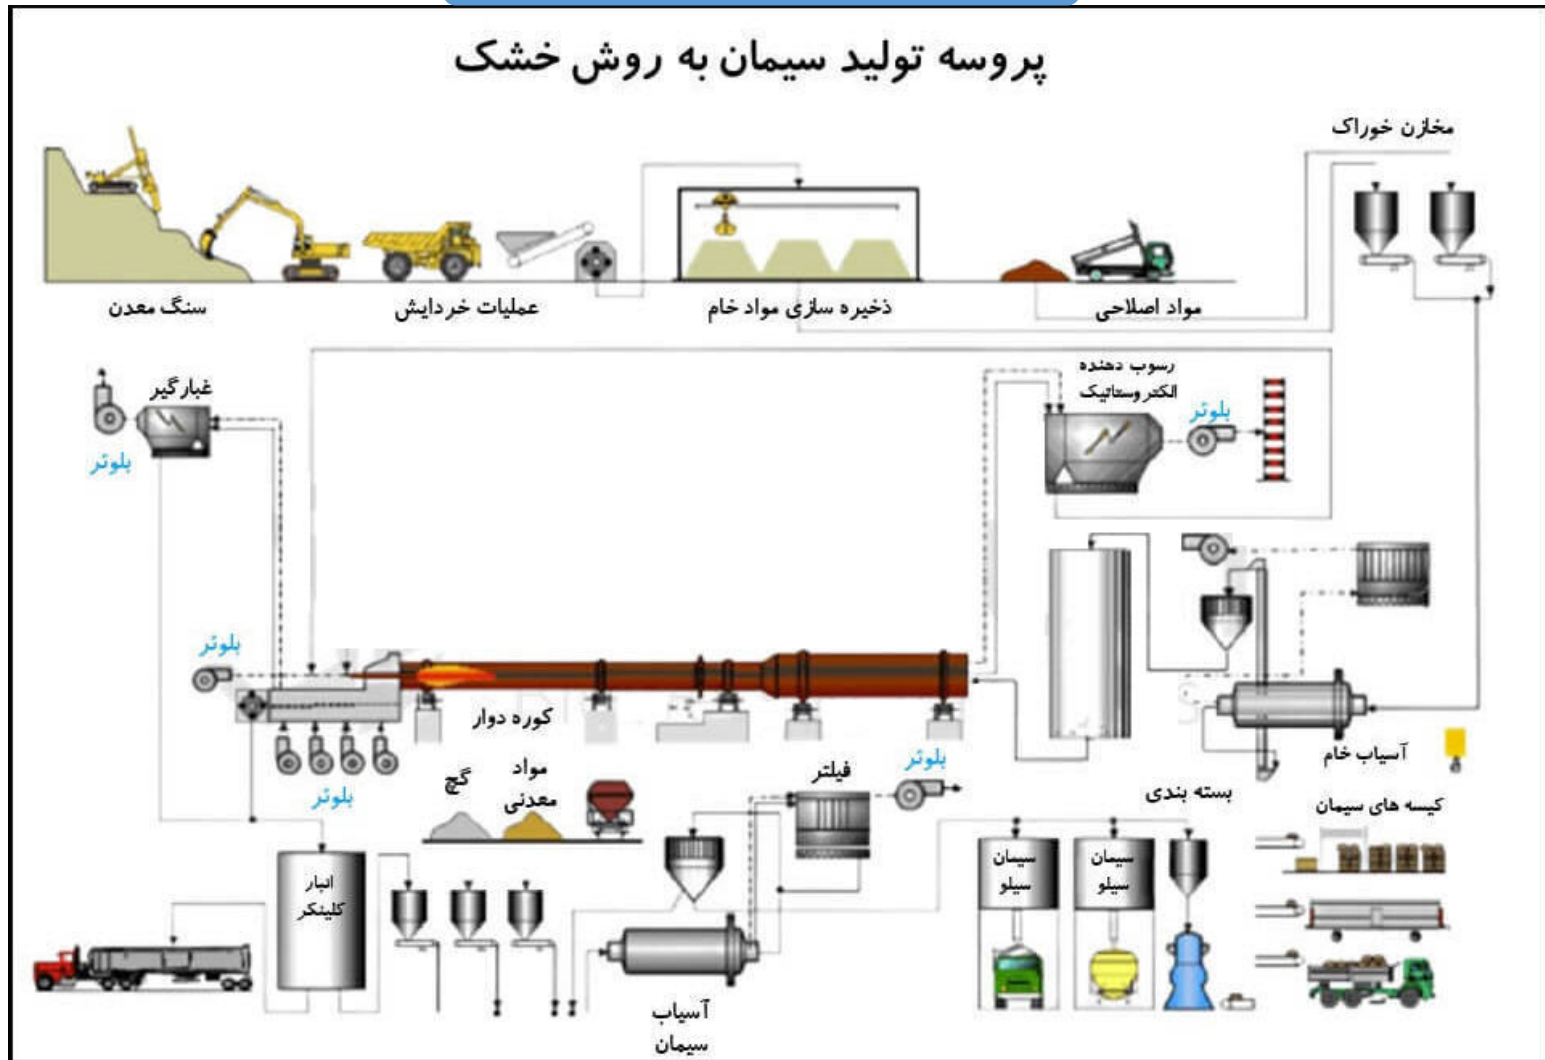 پروسه تولید سیمان به روش خشک
مخازن خوراک
سنگ معدن
عملیات خردایش
ذخیره سازی مواد خام
مواد اصلاحی
غبارگیر
بلوئر
رسوب دهنده
الکتروستاتیک
بلوئر
بلوئر
کوره دوار
بلوئر
آسیاب خام
گچ
مواد
معدنی
فیلتر
بلوئر
بسته بندی
کیسه های سیمان
انبار
کلینکر
سیمان
سیلو
سیمان
سیلو
آسیاب
سیمان